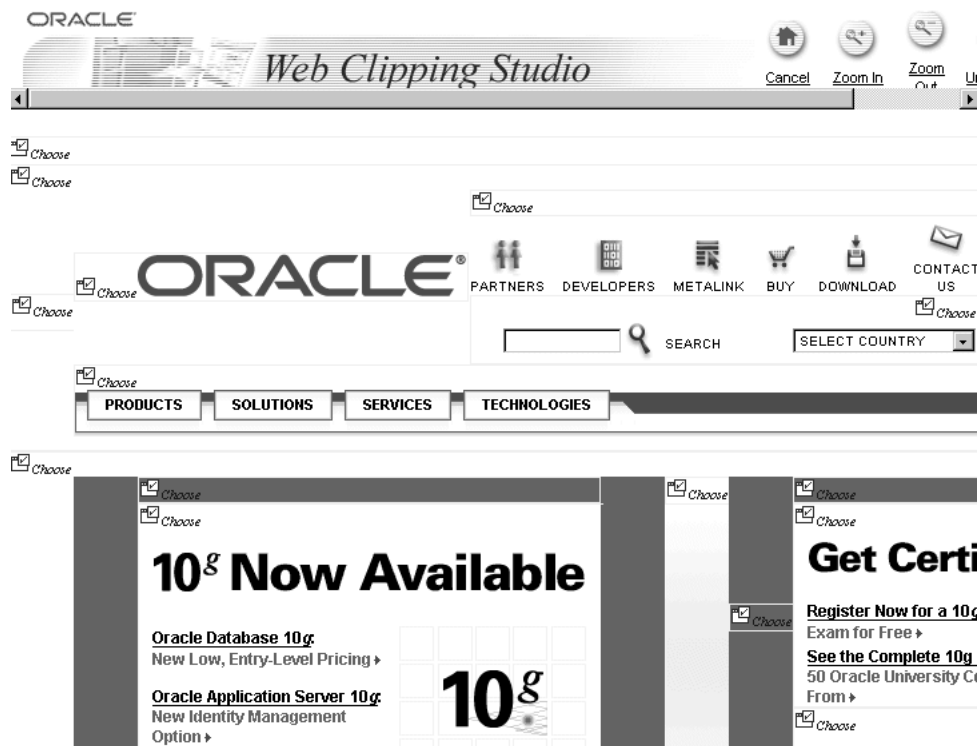 ORACLE
Web Clipping Studio
Cancel Zoom In Zoom Out
Choose
Choose
Choose
Choose ORACLE®
PARTNERS DEVELOPERS METALINK BUY DOWNLOAD CONTACT US
Choose Choose
SEARCH SELECT COUNTRY
Choose
PRODUCTS SOLUTIONS SERVICES TECHNOLOGIES
Choose
Choose Choose Choose
Choose Choose
10g Now Available
Get Certi
Choose
Register Now for a 10g
Exam for Free
See the Complete 10g
50 Oracle University
From
Choose
Oracle Database 10g:
New Low, Entry-Level Pricing
Oracle Application Server 10g:
New Identity Management
Option
10g